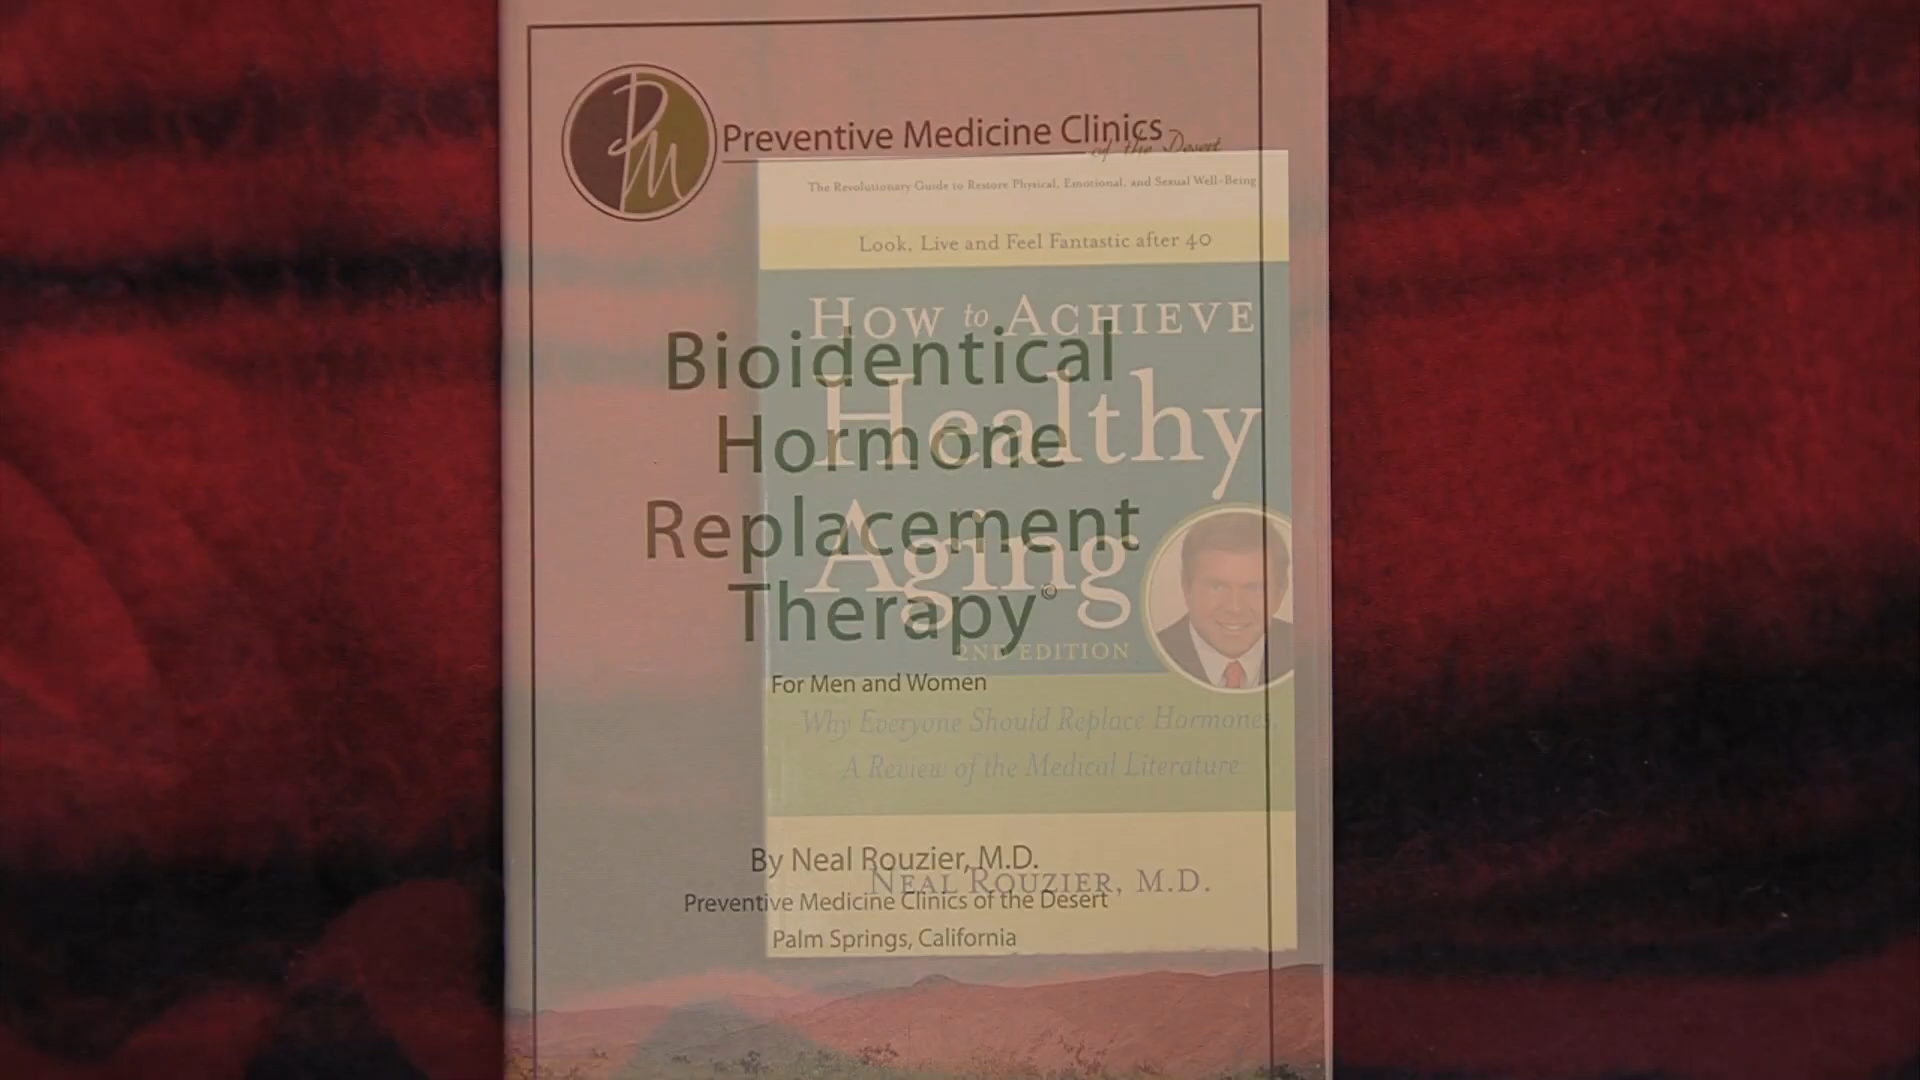 PM
Preventive Medicine Clinics
of the Desert
Bioidentical
Hormone
Replacement
Therapy©
For Men and Women
By Neal Rouzier, M.D.
Preventive Medicine Clinics of the Desert
Palm Springs, California
The Revolutionary Guide to Restore Physical, Emotional, and Sexual Well-Being
Look, Live and Feel Fantastic after 40
How to Achieve
Healthy
Aging
2ND EDITION
Why Everyone Should Replace Hormones,
A Review of the Medical Literature
Neal Rouzier, M.D.